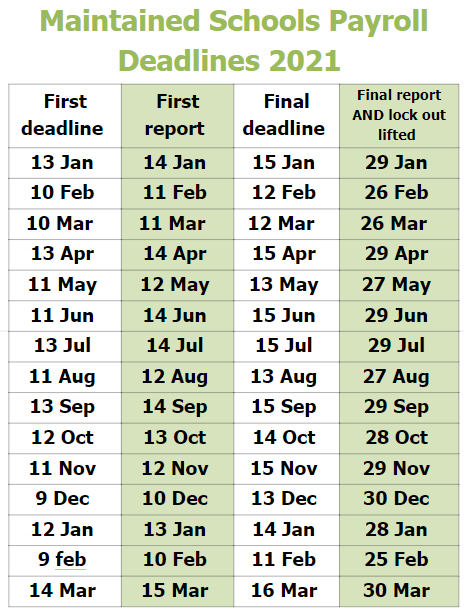 Maintained Schools Payroll
Deadlines 2021
First deadline First report Final deadline Final report AND lock out lifted
13 Jan 14 Jan 15 Jan 29 Jan
10 Feb 11 Feb 12 Feb 26 Feb
10 Mar 11 Mar 12 Mar 26 Mar
13 Apr 14 Apr 15 Apr 29 Apr
11 May 12 May 13 May 27 May
11 Jun 14 Jun 15 Jun 29 Jun
13 Jul 14 Jul 15 Jul 29 Jul
11 Aug 12 Aug 13 Aug 27 Aug
13 Sep 14 Sep 15 Sep 29 Sep
12 Oct 13 Oct 14 Oct 28 Oct
11 Nov 12 Nov 15 Nov 29 Nov
9 Dec 10 Dec 13 Dec 30 Dec
12 Jan 13 Jan 14 Jan 28 Jan
9 feb 10 Feb 11 Feb 25 Feb
14 Mar 15 Mar 16 Mar 30 Mar